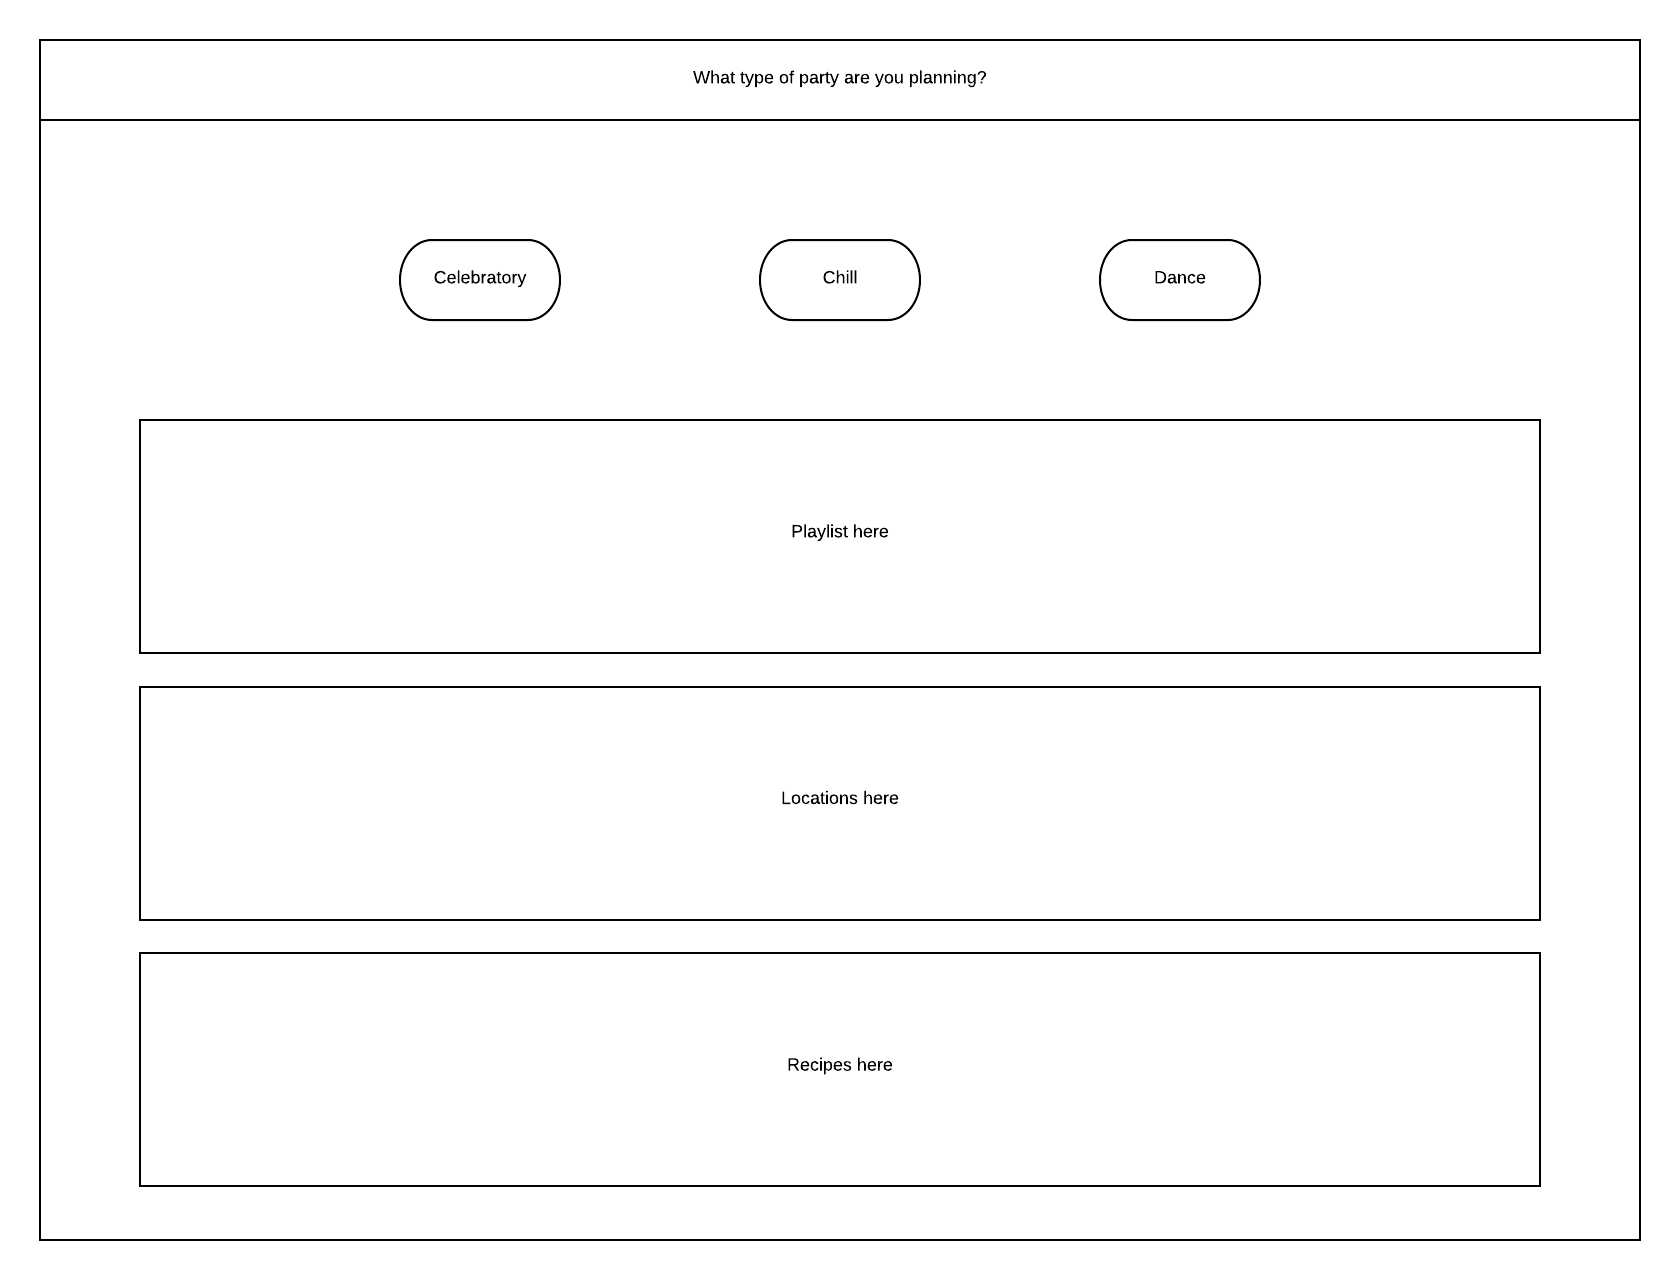 What type of party are you planning?
Celebratory
Chill
Dance
Playlist here
Locations here
Recipes here